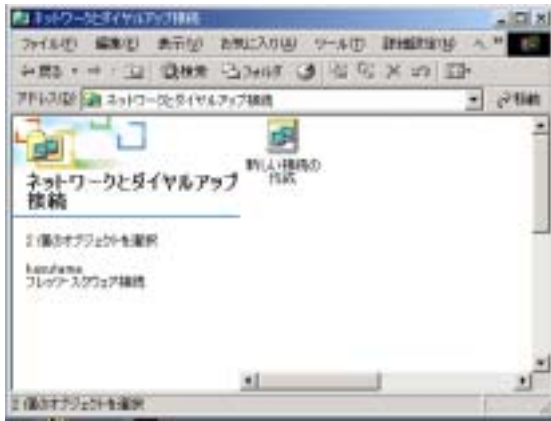 ネットワークとダイヤルアップ接続
ファイル(F) 編集(E) 表示(V) お気に入り(A) ツール(T) 詳細設定(N) ヘ »
戻る 検索 フォルダ
アドレス(D) ネットワークとダイヤルアップ接続 移動
ネットワークとダイヤルアップ
接続
新しい接続の
作成
2 個のオブジェクトを選択
フレッツ・スクウェア接続
2 個のオブジェクトを選択